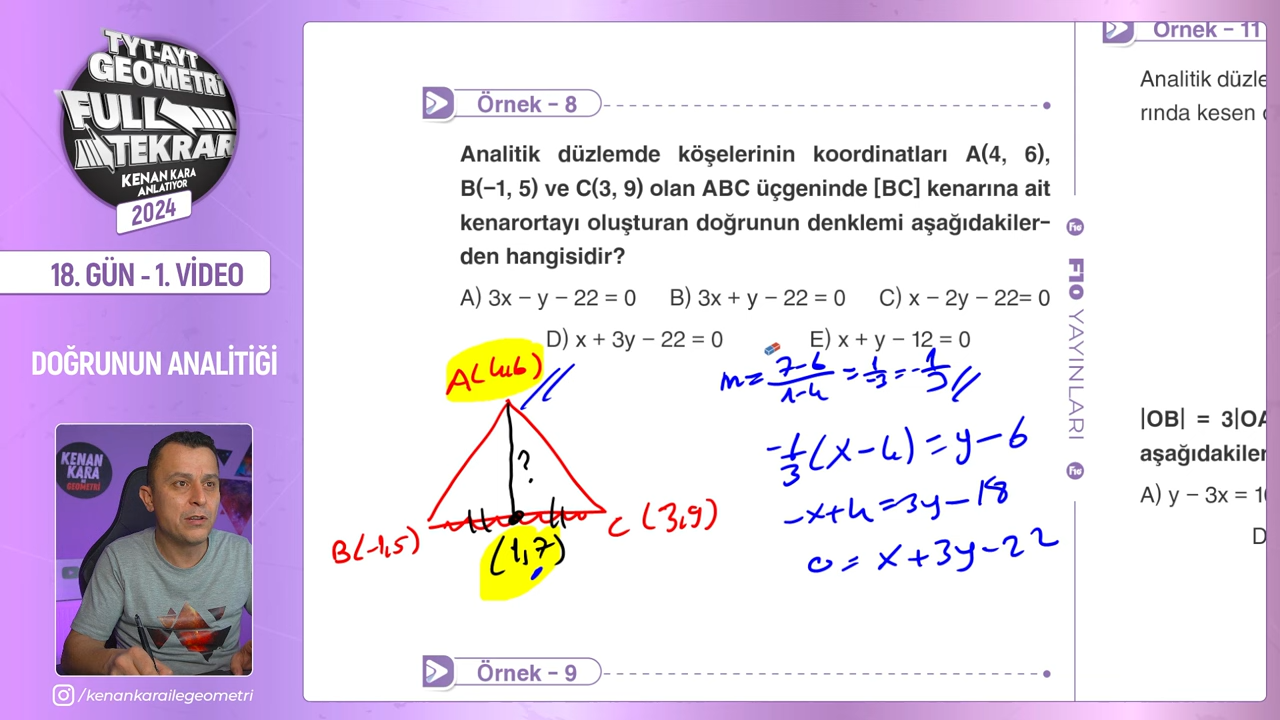 TYT-AYT
GEOMETRİ
FULL
TEKRAR
KENAN KARA
ANLATIYOR
2024
18. GÜN - 1. VİDEO
DOĞRUNUN ANALİTİĞİ
KENAN
KARA
GEOMETRİ
/kenankarailegeometri
Örnek - 8
Analitik düzlemde köşelerinin koordinatları A(4, 6),
B(−1, 5) ve C(3, 9) olan ABC üçgeninde [BC] kenarına ait
kenarortayı oluşturan doğrunun denklemi aşağıdakiler-
den hangisidir?
A) 3x − y − 22 = 0 B) 3x + y − 22 = 0 C) x − 2y − 22= 0
D) x + 3y − 22 = 0 E) x + y − 12 = 0
A(4,6)
?
B(-1,5)
C (3,9)
(1,7)
m = 7-6/1-4 = 1/-3 = -1/3
-1/3 (x-4) = y-6
-x+4 = 3y-18
0 = x+3y-22
Örnek - 9
F10 YAYINLARI
Örnek - 11
Analitik düzle
rında kesen
|OB| = 3|OA
aşağıdakiler
A) y − 3x = 1
D